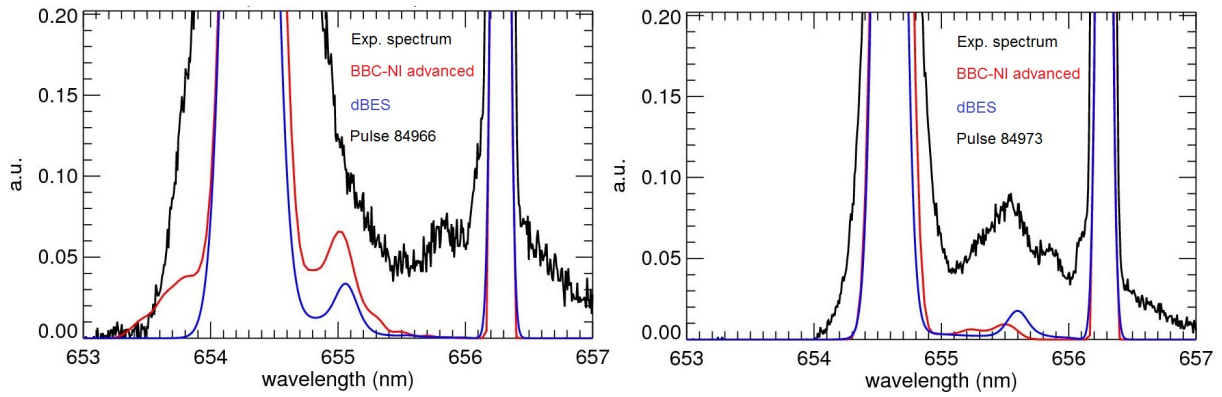 0.20
0.15
0.10
0.05
0.00
a.u.
Exp. spectrum
BBC-NI advanced
dBES
Pulse 84966
653 654 655 656 657
wavelength (nm)
0.20
0.15
0.10
0.05
0.00
a.u.
Exp. spectrum
BBC-NI advanced
dBES
Pulse 84973
653 654 655 656 657
wavelength (nm)